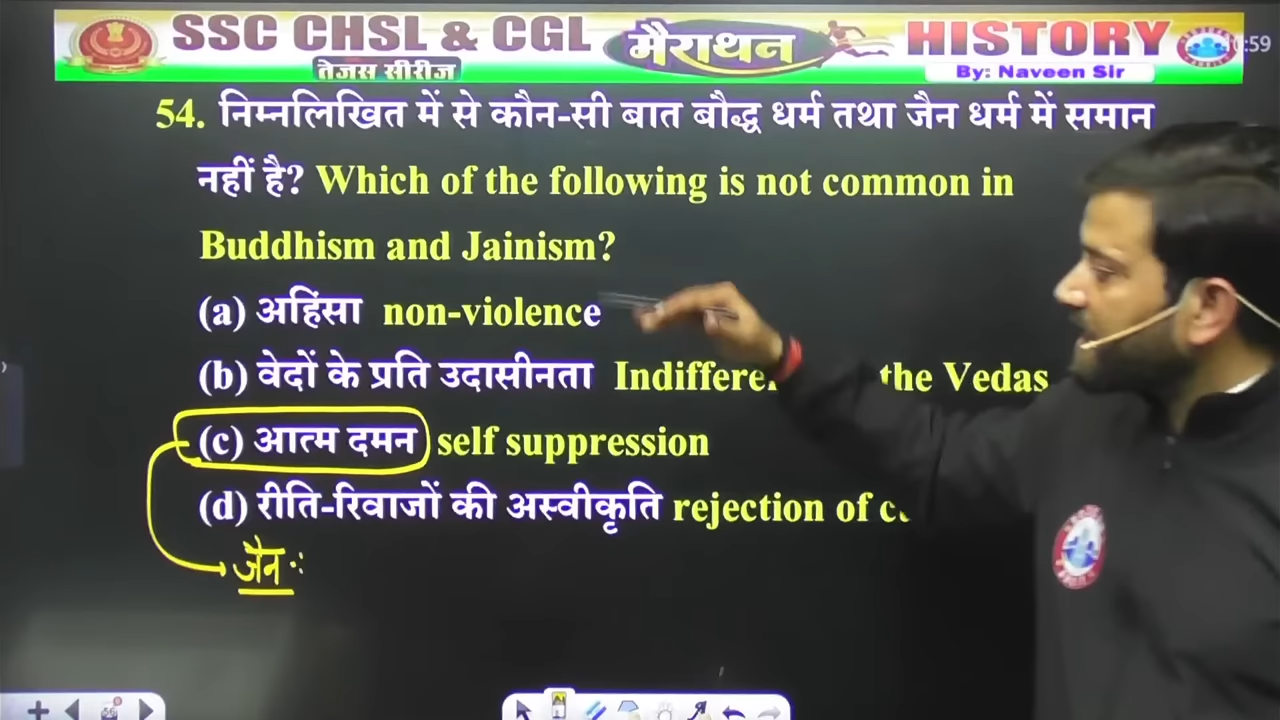 SSC CHSL & CGL मैराथन HISTORY
तेजस सीरीज By: Naveen Sir
54. निम्नलिखित में से कौन-सी बात बौद्ध धर्म तथा जैन धर्म में समान
नहीं है? Which of the following is not common in
Buddhism and Jainism?
(a) अहिंसा non-violence
(b) वेदों के प्रति उदासीनता the Vedas
(c) आत्म दमन self suppression
(d) रीति-रिवाजों की अस्वीकृति rejection of
जैन